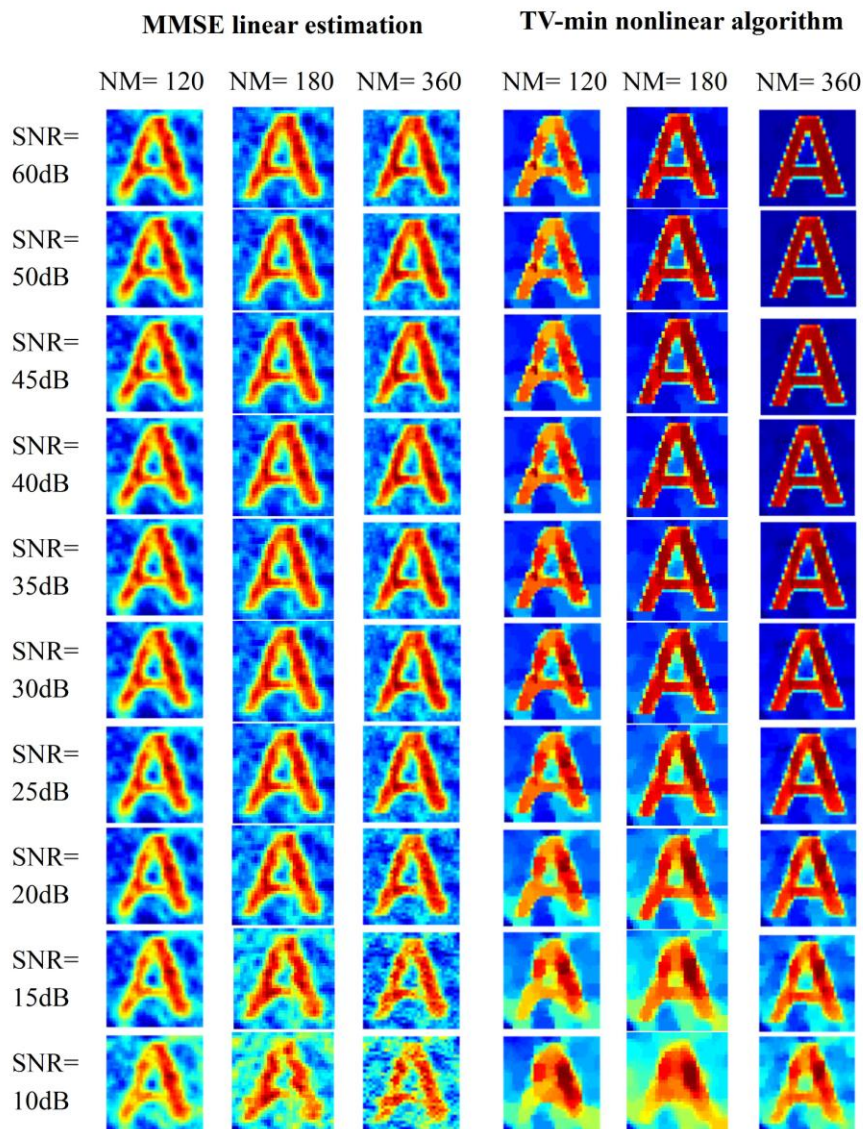 MMSE linear estimation TV-min nonlinear algorithm
NM= 120 NM= 180 NM= 360 NM= 120 NM= 180 NM= 360
SNR=
60dB
SNR=
50dB
SNR=
45dB
SNR=
40dB
SNR=
35dB
SNR=
30dB
SNR=
25dB
SNR=
20dB
SNR=
15dB
SNR=
10dB